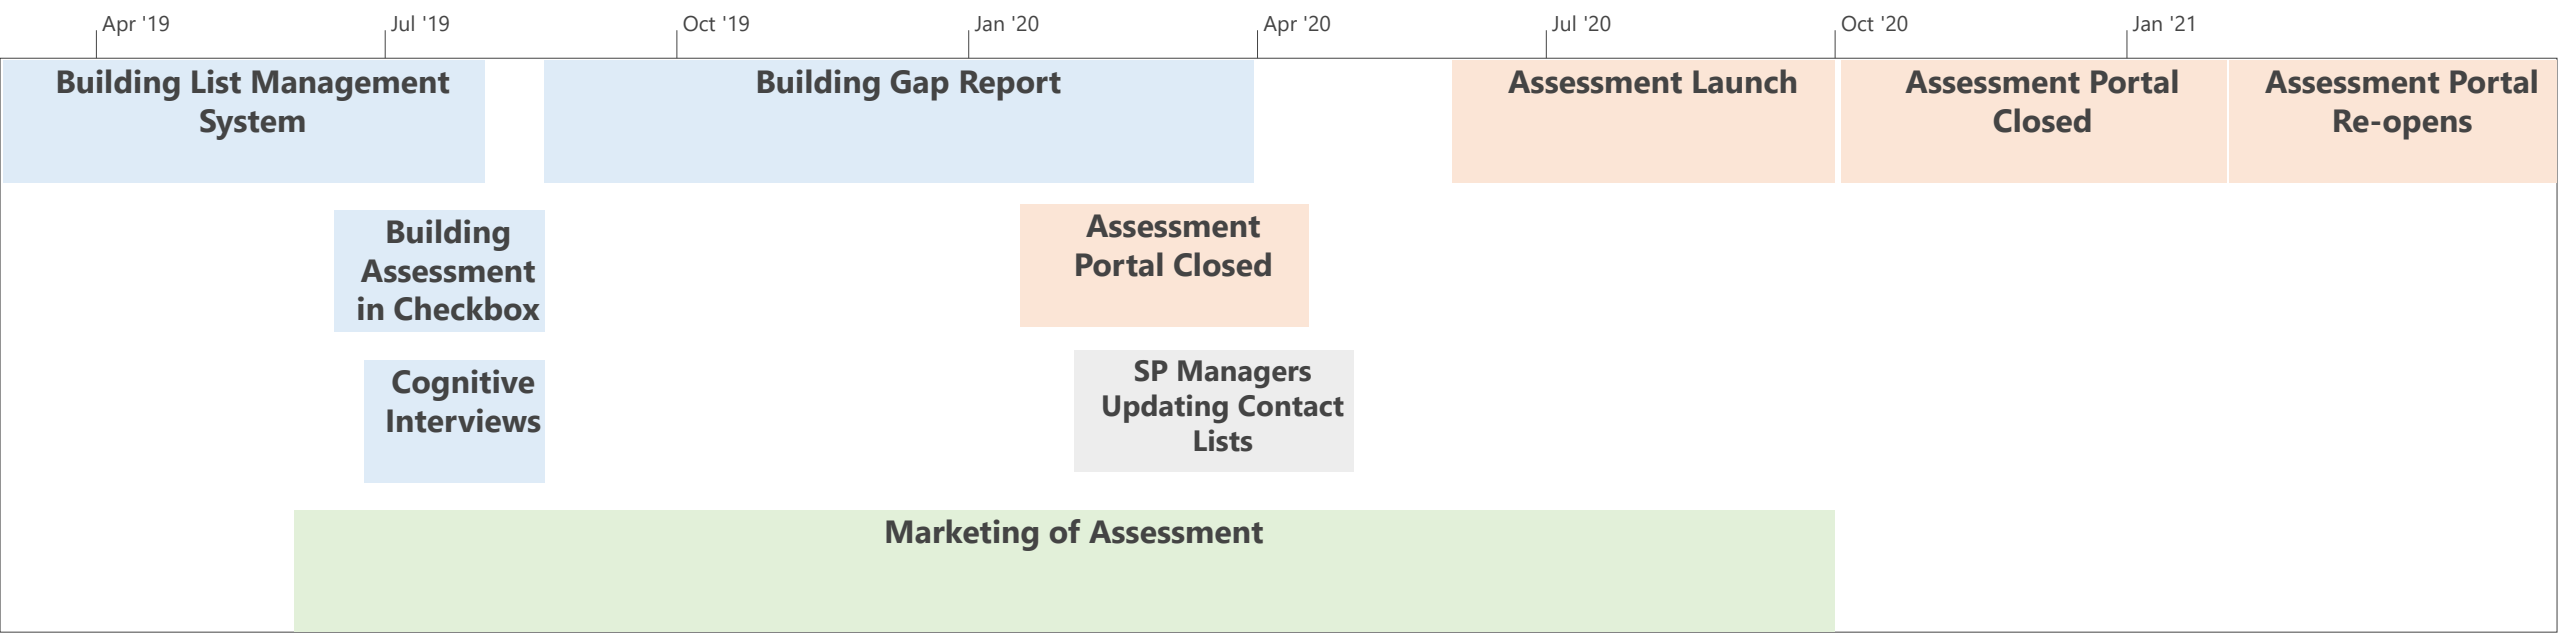 Apr '19
Jul '19
Oct '19
Jan '20
Apr '20
Jul '20
Oct '20
Jan '21
Building List Management
System
Building Gap Report
Assessment Launch
Assessment Portal
Closed
Assessment Portal
Re-opens
Building
Assessment
in Checkbox
Assessment
Portal Closed
Cognitive
Interviews
SP Managers
Updating Contact
Lists
Marketing of Assessment